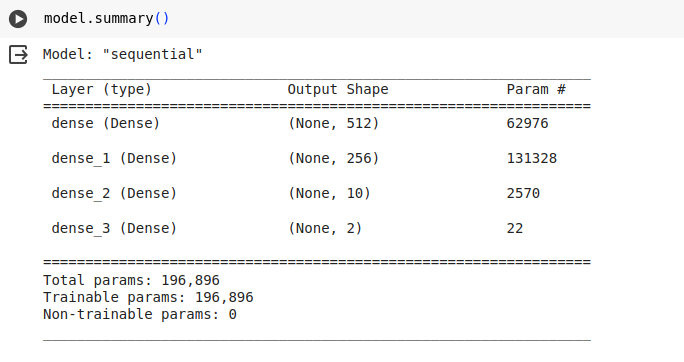 model.summary()
Model: "sequential"
_________________________________________________________________
Layer (type) Output Shape Param #
=================================================================
dense (Dense) (None, 512) 62976
dense_1 (Dense) (None, 256) 131328
dense_2 (Dense) (None, 10) 2570
dense_3 (Dense) (None, 2) 22
=================================================================
Total params: 196,896
Trainable params: 196,896
Non-trainable params: 0
_________________________________________________________________